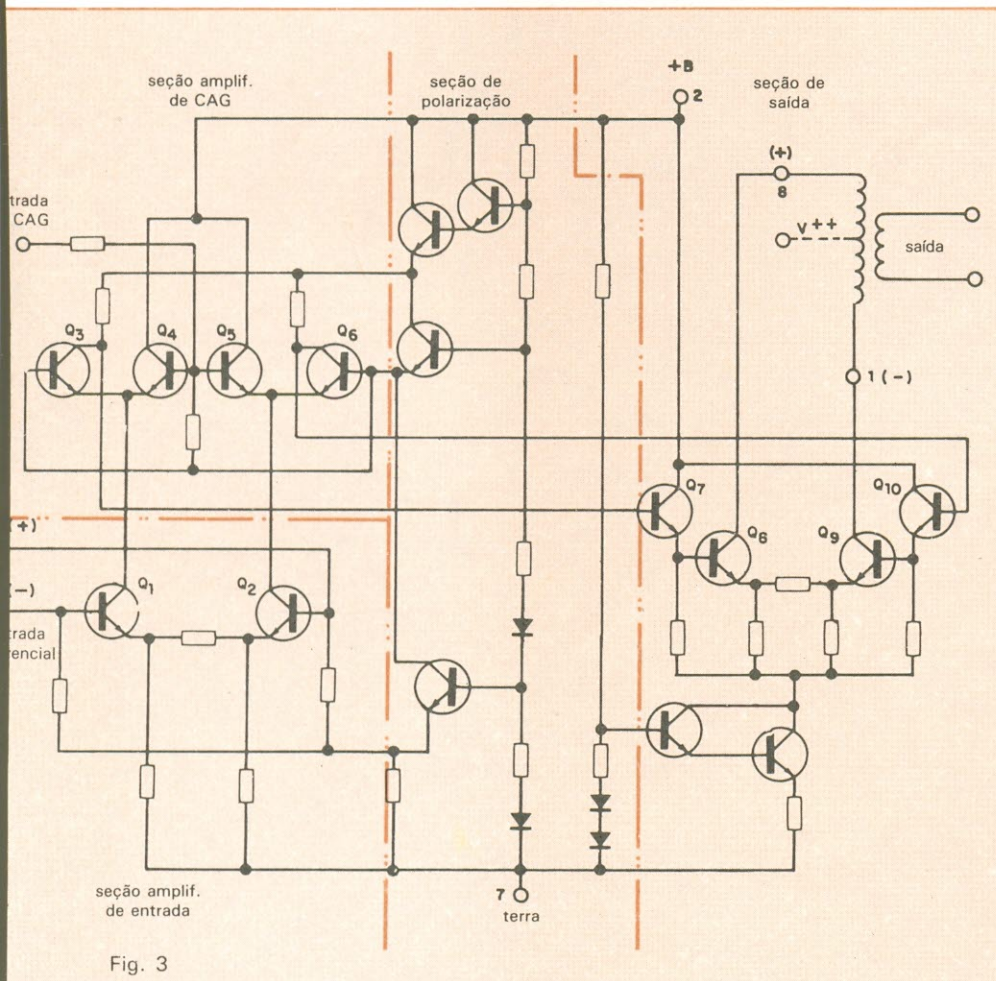 seção amplif.
de CAG
seção de
polarização
+B
2
seção de
saída
(+)
8
V++
saída
trada
CAG
Q3
Q4
Q5
Q6
1 (-)
Q7
Q10
Q6
Q9
(+)
(-)
Q1
Q2
trada
rencial
seção amplif.
de entrada
7
terra
Fig. 3